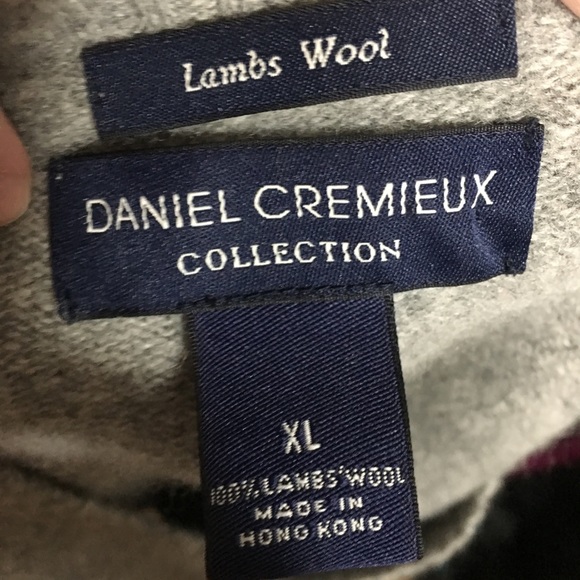 Lambs Wool
DANIEL CREMIEUX
COLLECTION
XL
100% LAMBS'WOOL
MADE IN
HONG KONG